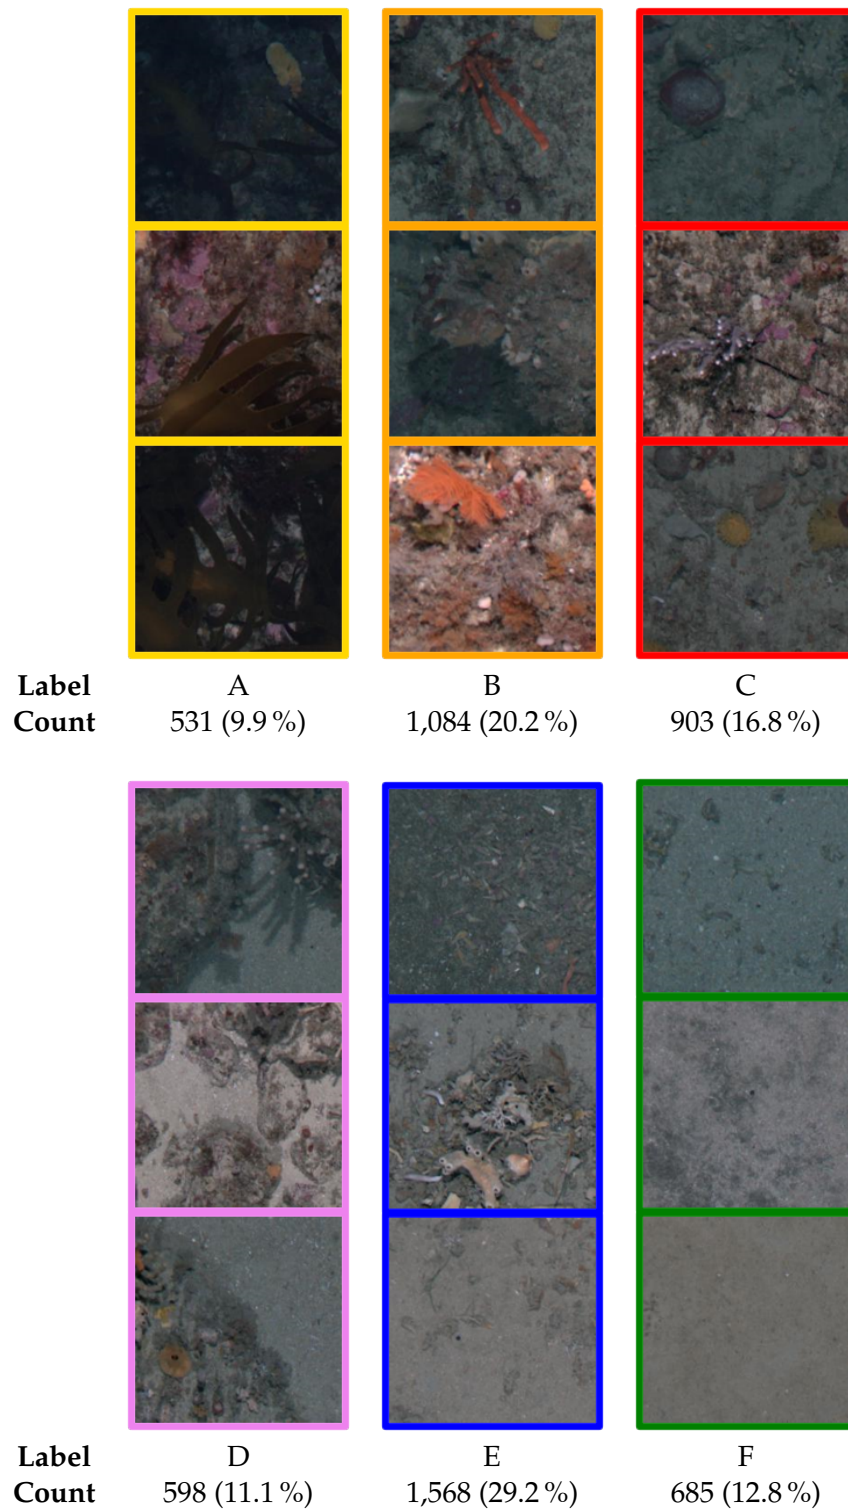 Label A B C
Count 531 (9.9 %) 1,084 (20.2 %) 903 (16.8 %)
Label D E F
Count 598 (11.1 %) 1,568 (29.2 %) 685 (12.8 %)